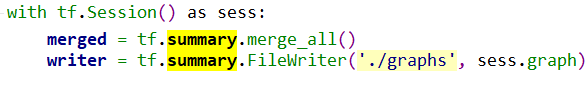 with tf.Session() as sess:
    merged = tf.summary.merge_all()
    writer = tf.summary.FileWriter('./graphs', sess.graph)